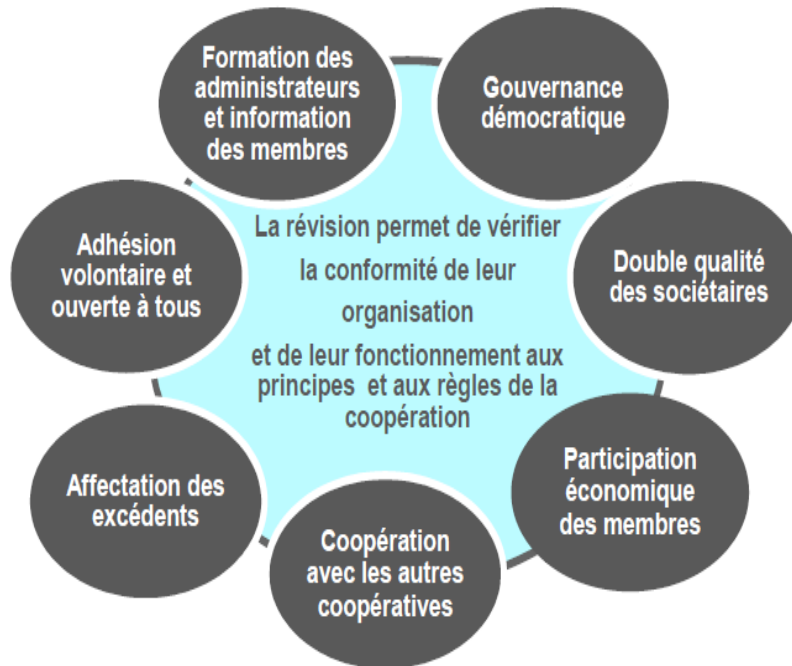 Formation des
administrateurs
et information
des membres
Gouvernance
démocratique
Adhésion
volontaire et
ouverte à tous
La révision permet de vérifier
la conformité de leur
organisation
et de leur fonctionnement aux
principes et aux règles de la
coopération
Double qualité
des sociétaires
Affectation des
excédents
Coopération
avec les autres
coopératives
Participation
économique
des membres